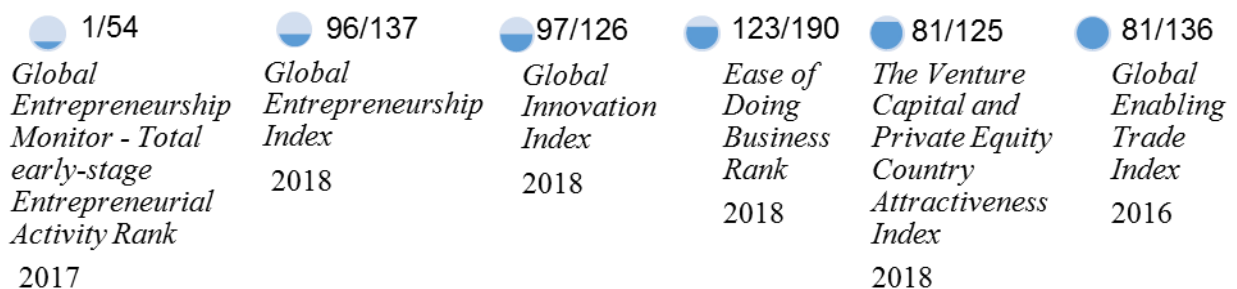 1/54
Global
Entrepreneurship
Monitor - Total
early-stage
Entrepreneurial
Activity Rank
2017
96/137
Global
Entrepreneurship
Index
2018
97/126
Global
Innovation
Index
2018
123/190
Ease of
Doing
Business
Rank
2018
81/125
The Venture
Capital and
Private Equity
Country
Attractiveness
Index
2018
81/136
Global
Enabling
Trade
Index
2016